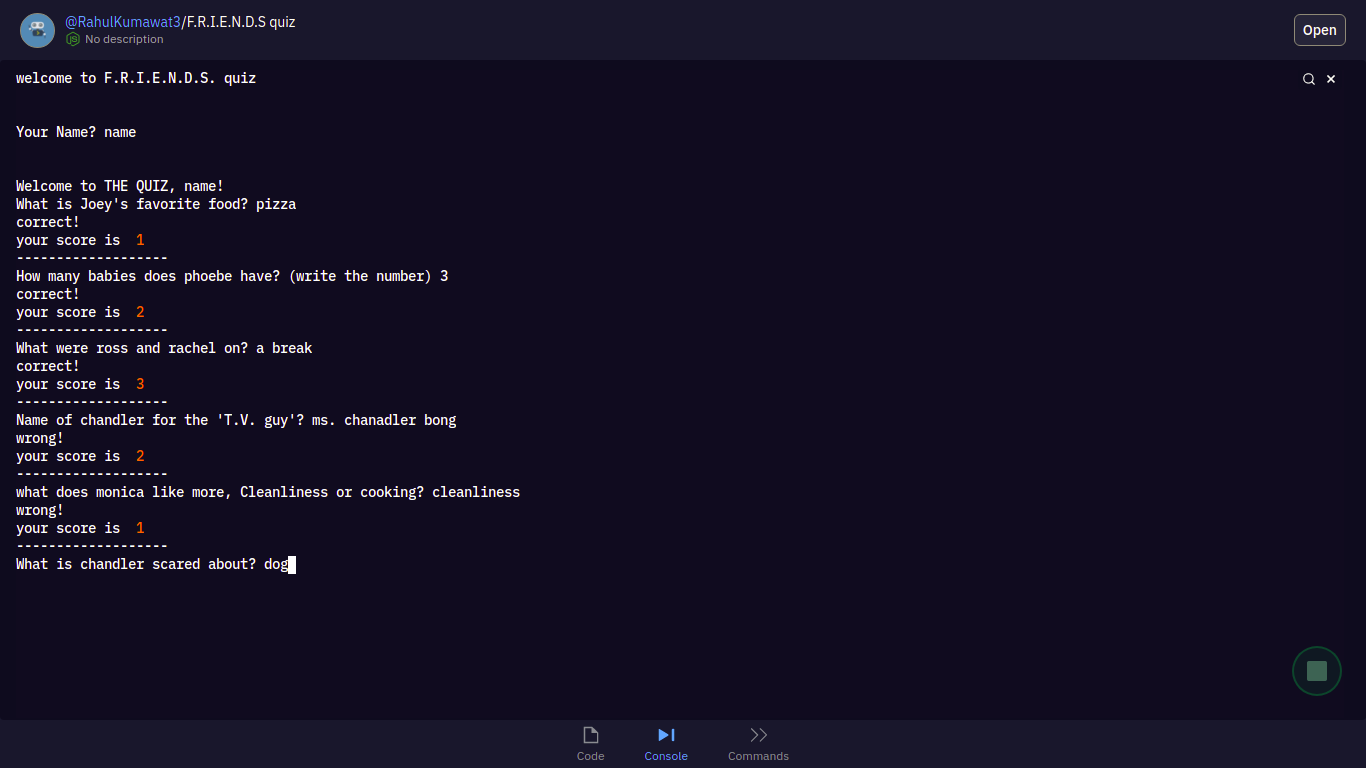 @RahulKumawat3/F.R.I.E.N.D.S quiz
No description
Open
welcome to F.R.I.E.N.D.S. quiz
Your Name? name
Welcome to THE QUIZ, name!
What is Joey's favorite food? pizza
correct!
your score is  1
-------------------
How many babies does phoebe have? (write the number) 3
correct!
your score is  2
-------------------
What were ross and rachel on? a break
correct!
your score is  3
-------------------
Name of chandler for the 'T.V. guy'? ms. chanadler bong
wrong!
your score is  2
-------------------
what does monica like more, Cleanliness or cooking? cleanliness
wrong!
your score is  1
-------------------
What is chandler scared about? dog
Code
Console
Commands